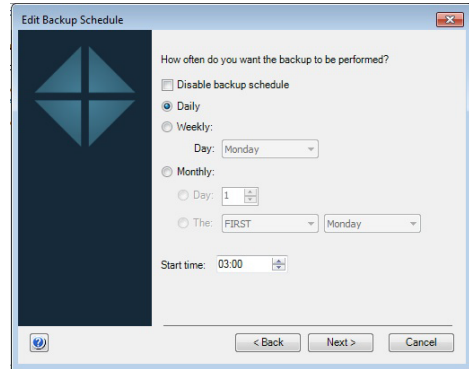 Edit Backup Schedule
How often do you want the backup to be performed?
Disable backup schedule
Daily
Weekly:
Day: Monday
Monthly:
Day: 1
The: FIRST Monday
Start time: 03:00
< Back Next > Cancel